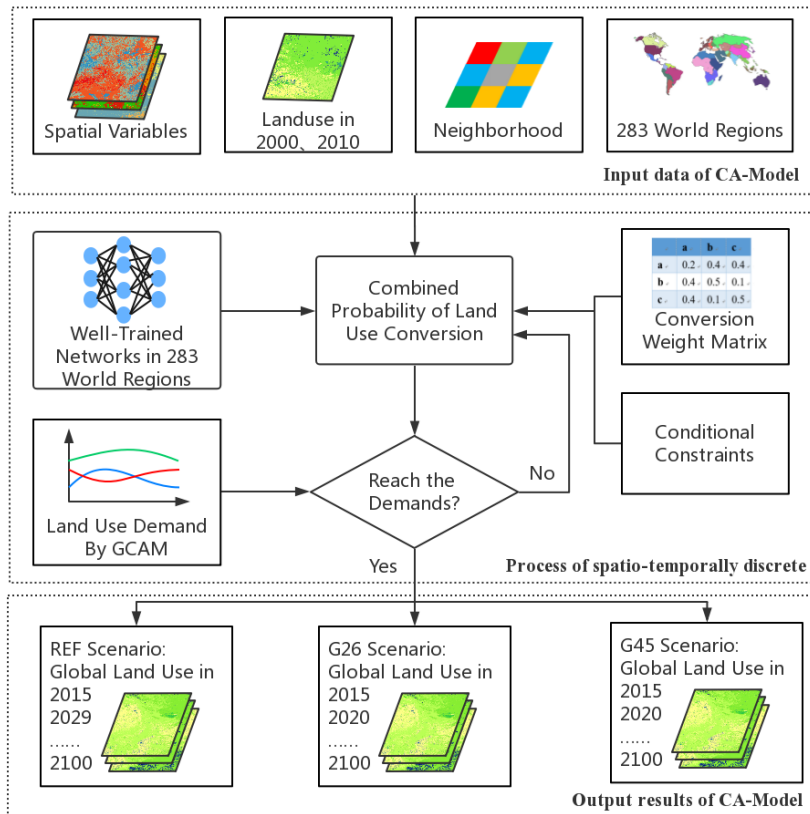 Spatial Variables
Landuse in
2000、2010
Neighborhood
283 World Regions
Input data of CA-Model
Well-Trained
Networks in 283
World Regions
Combined
Probability of Land
Use Conversion
a b c
a 0.2 0.4 0.4
b 0.4 0.5 0.1
c 0.4 0.1 0.5
Conversion
Weight Matrix
Conditional
Constraints
Land Use Demand
By GCAM
Reach the
Demands?
No
Yes
Process of spatio-temporally discrete
REF Scenario:
Global Land Use in
2015
2029
......
2100
G26 Scenario:
Global Land Use in
2015
2020
......
2100
G45 Scenario:
Global Land Use in
2015
2020
......
2100
Output results of CA-Model